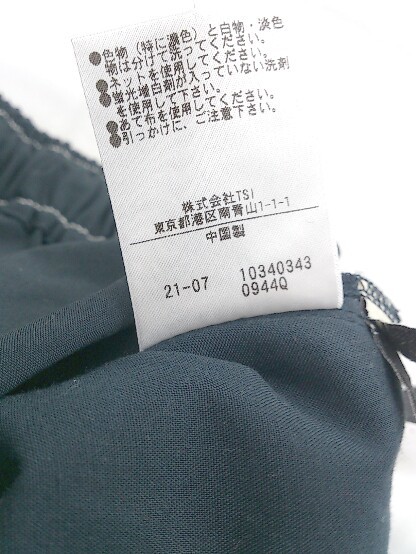 ●色物（特に濃色）と白物・淡色
物は分けて洗ってください。
●ネットを使用してください。
●蛍光増白剤が入っていない洗剤
を使用して下さい。
●あて布を使用してください。
●引っかけに、ご注意下さい。
株式会社TSI
東京都港区南青山1-1-1
中国製
21-07 10340343
0944Q